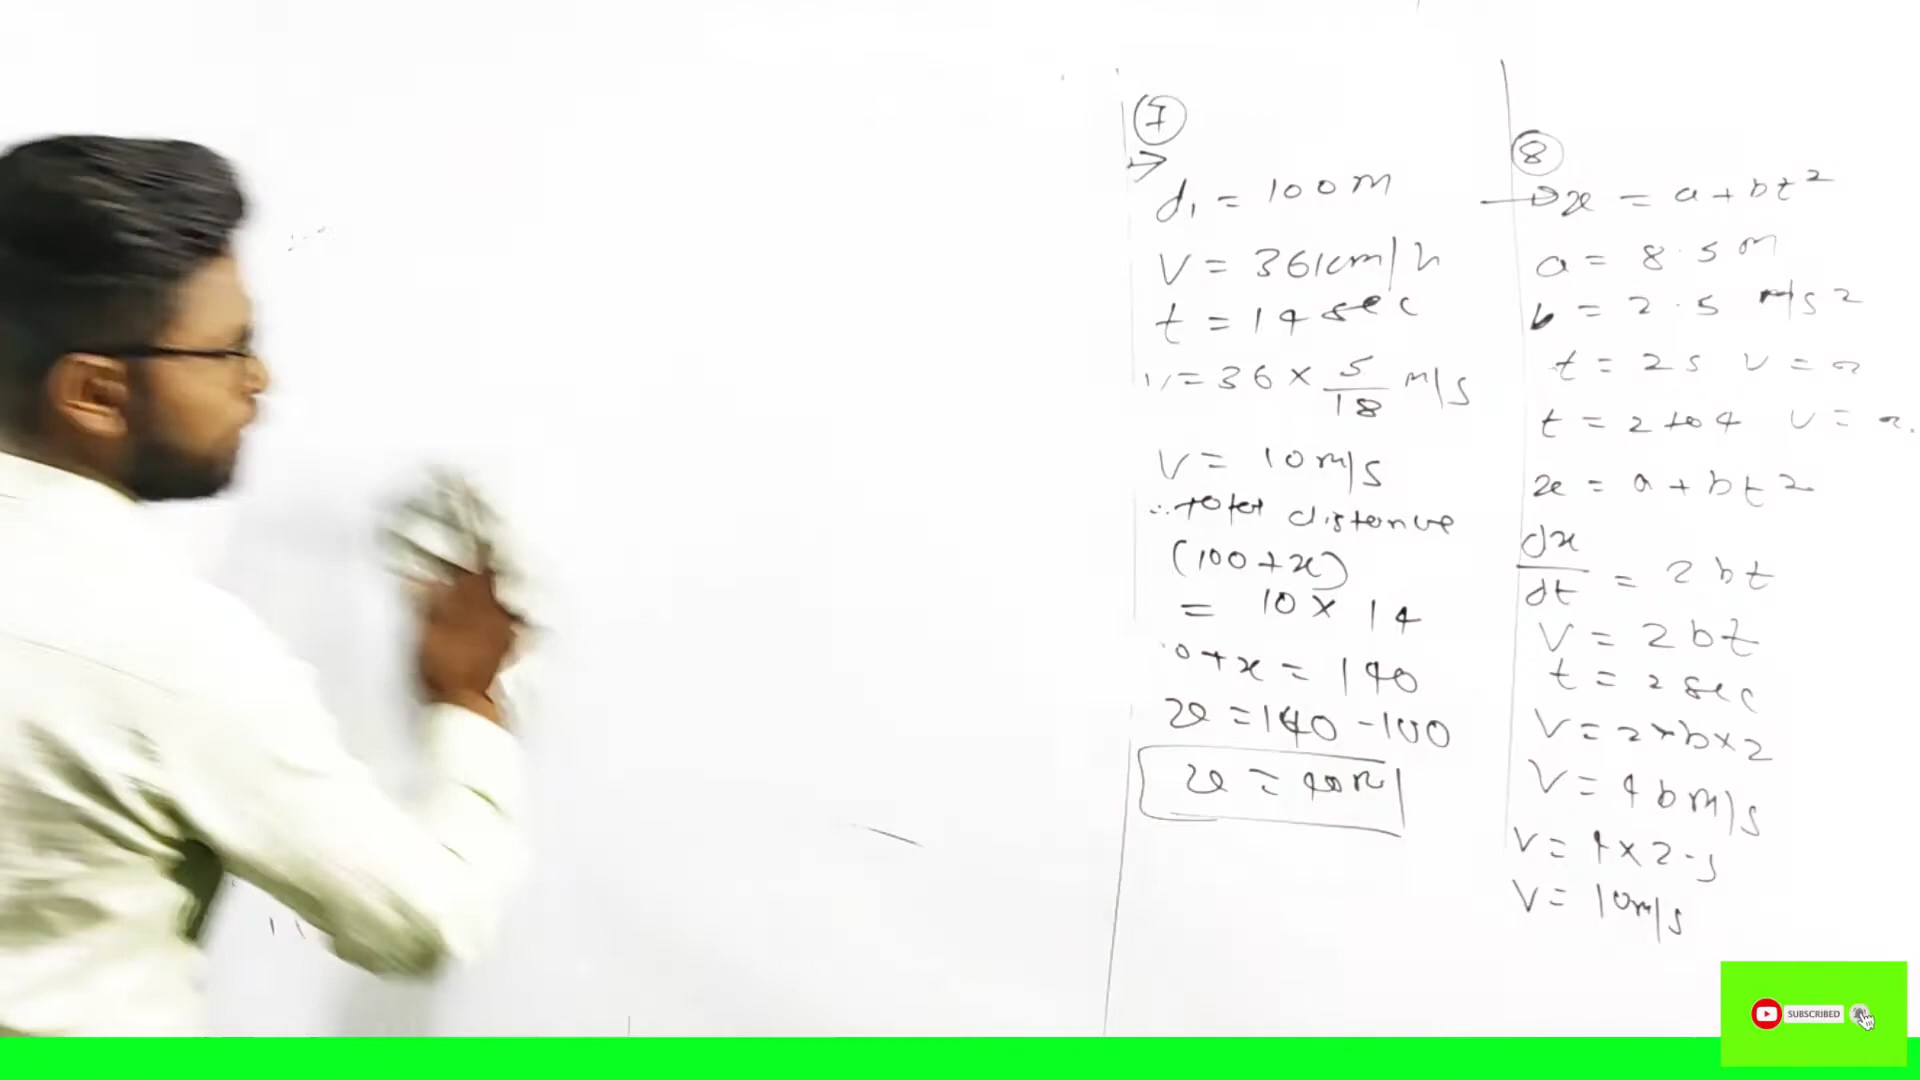 7
d₁ = 100 m
V = 36 km/h
t = 14 sec
V = 36 × 5/18 m/s
V = 10 m/s
∴ total distance
(100 + x)
= 10 × 14
0 + x = 140
x = 140 - 100
x = 40 m
8
→ x = a + bt²
a = 8.5 m
b = 2.5 m/s2
t = 2s V =
t = 2 to 4 V =
x = a + bt2
dx/dt = 2bt
V = 2bt
t = 2 sec
V = 2×b×2
V = 4b m/s
V = 4×2.5
V = 10 m/s
SUBSCRIBED